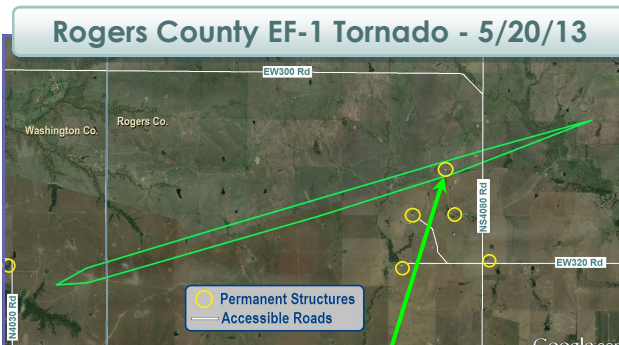 Rogers County EF-1 Tornado - 5/20/13
EW300 Rd
Washington Co.
Rogers Co.
NS4080 Rd
EW320 Rd
N4030 Rd
Permanent Structures
Accessible Roads